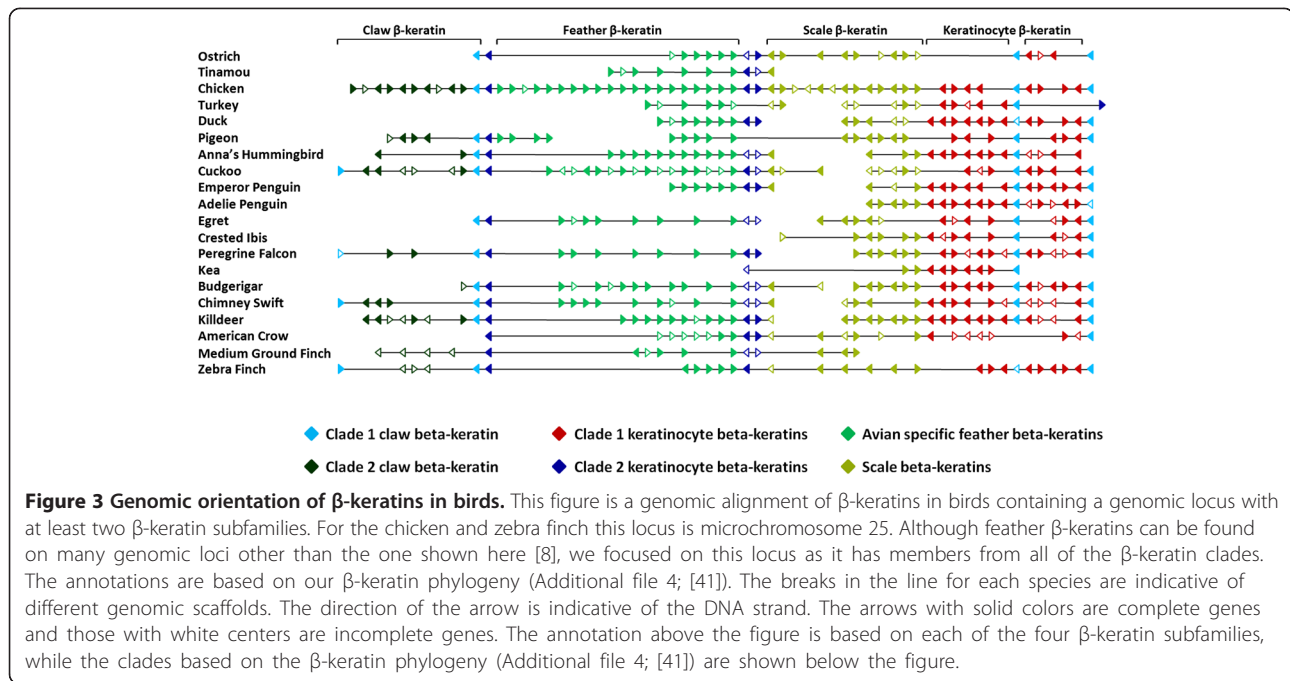 Claw β-keratin Feather β-keratin Scale β-keratin Keratinocyte β-keratin
Ostrich
Tinamou
Chicken
Turkey
Duck
Pigeon
Anna's Hummingbird
Cuckoo
Emperor Penguin
Adelie Penguin
Egret
Crested Ibis
Peregrine Falcon
Kea
Budgerigar
Chimney Swift
Killdeer
American Crow
Medium Ground Finch
Zebra Finch
Clade 1 claw beta-keratin Clade 1 keratinocyte beta-keratins Avian specific feather beta-keratins
Clade 2 claw beta-keratin Clade 2 keratinocyte beta-keratins Scale beta-keratins
Figure 3 Genomic orientation of β-keratins in birds. This figure is a genomic alignment of β-keratins in birds containing a genomic locus with
at least two β-keratin subfamilies. For the chicken and zebra finch this locus is microchromosome 25. Although feather β-keratins can be found
on many genomic loci other than the one shown here [8], we focused on this locus as it has members from all of the β-keratin clades.
The annotations are based on our β-keratin phylogeny (Additional file 4; [41]). The breaks in the line for each species are indicative of
different genomic scaffolds. The direction of the arrow is indicative of the DNA strand. The arrows with solid colors are complete genes
and those with white centers are incomplete genes. The annotation above the figure is based on each of the four β-keratin subfamilies,
while the clades based on the β-keratin phylogeny (Additional file 4; [41]) are shown below the figure.